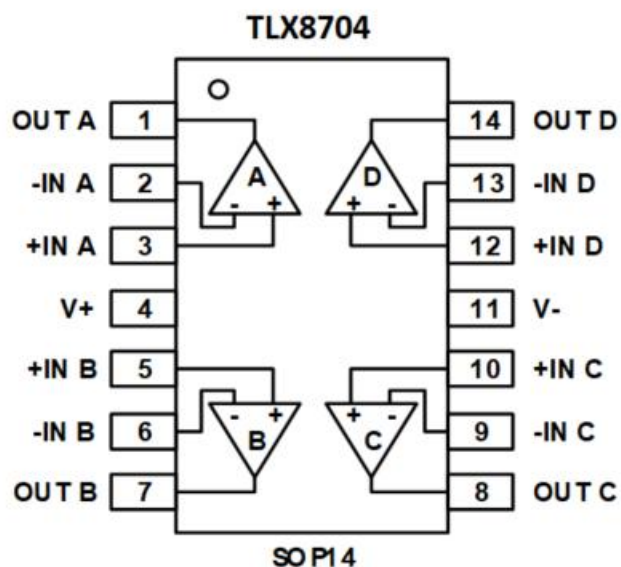 TLX8704
OUT A 1 14 OUT D
-IN A 2 A D 13 -IN D
- + + -
+IN A 3 12 +IN D
V+ 4 11 V-
+IN B 5 10 +IN C
- + + -
-IN B 6 B C 9 -IN C
OUT B 7 8 OUT C
SOP14